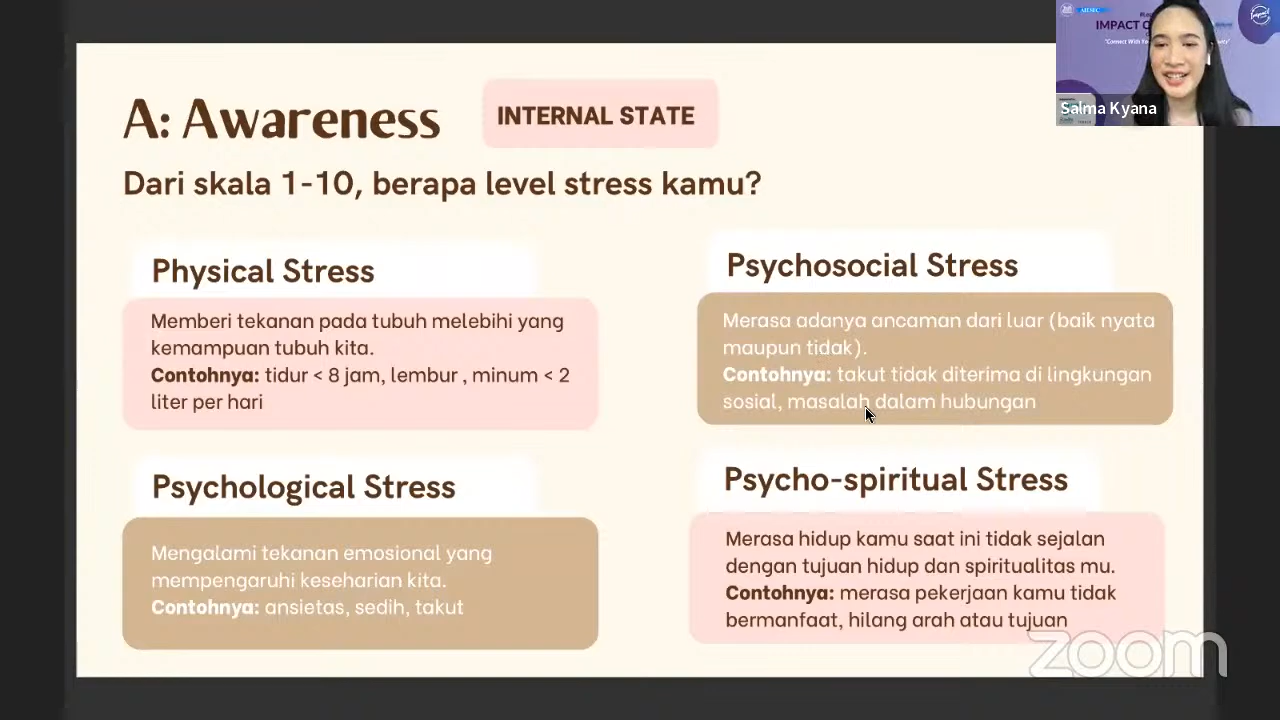 A: Awareness
INTERNAL STATE
Dari skala 1-10, berapa level stress kamu?
Physical Stress
Memberi tekanan pada tubuh melebihi yang
kemampuan tubuh kita.
Contohnya: tidur < 8 jam, lembur , minum < 2
liter per hari
Psychosocial Stress
Merasa adanya ancaman dari luar (baik nyata
maupun tidak).
Contohnya: takut tidak diterima di lingkungan
sosial, masalah dalam hubungan
Psychological Stress
Mengalami tekanan emosional yang
mempengaruhi keseharian kita.
Contohnya: ansietas, sedih, takut
Psycho-spiritual Stress
Merasa hidup kamu saat ini tidak sejalan
dengan tujuan hidup dan spiritualitas mu.
Contohnya: merasa pekerjaan kamu tidak
bermanfaat, hilang arah atau tujuan
AIESEC
IMPACT
"Connect With
Salma Kyana
zoom